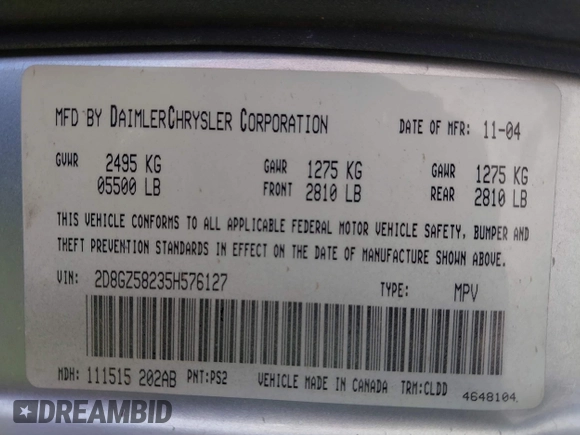 MFD BY DAIMLERCHRYSLER CORPORATION DATE OF MFR: 11-04
GVWR 2495 KG GAWR 1275 KG GAWR 1275 KG
05500 LB FRONT 2810 LB REAR 2810 LB
THIS VEHICLE CONFORMS TO ALL APPLICABLE FEDERAL MOTOR VEHICLE SAFETY, BUMPER AND
THEFT PREVENTION STANDARDS IN EFFECT ON THE DATE OF MANUFACTURE SHOWN ABOVE.
VIN: 2D8GZ58235H576127 TYPE: MPV
MDH: 111515 202AB PNT:PS2 VEHICLE MADE IN CANADA TRM:CLDD 4648104
DREAMBID